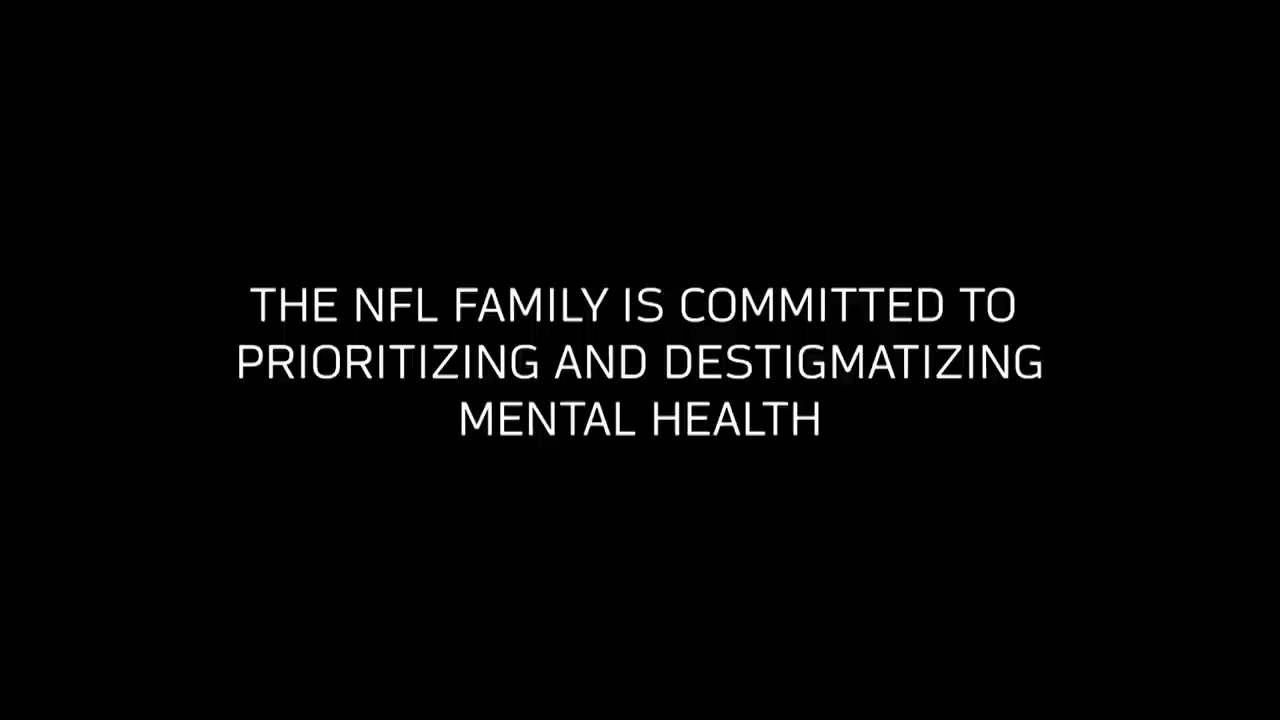 THE NFL FAMILY IS COMMITTED TO
PRIORITIZING AND DESTIGMATIZING
MENTAL HEALTH